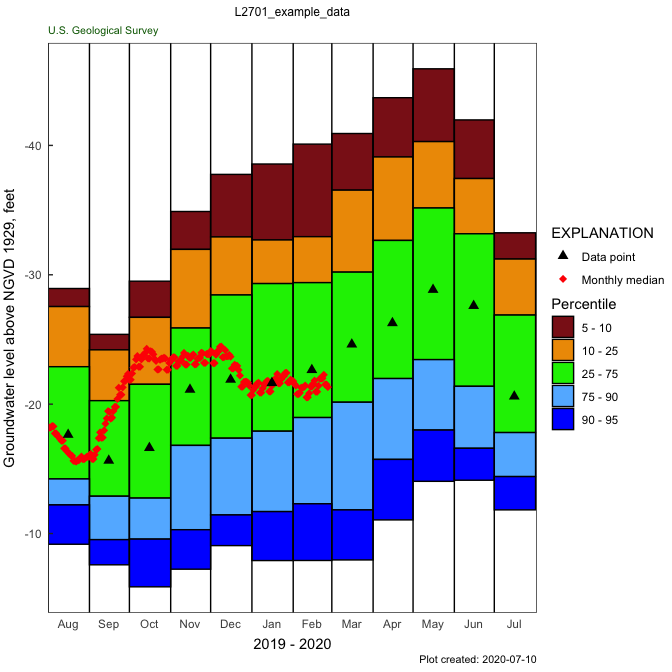 L2701_example_data
U.S. Geological Survey
Groundwater level above NGVD 1929, feet
-40
-30
-20
-10
Aug Sep Oct Nov Dec Jan Feb Mar Apr May Jun Jul
2019 - 2020
EXPLANATION
Data point
Monthly median
Percentile
5 - 10
10 - 25
25 - 75
75 - 90
90 - 95
Plot created: 2020-07-10